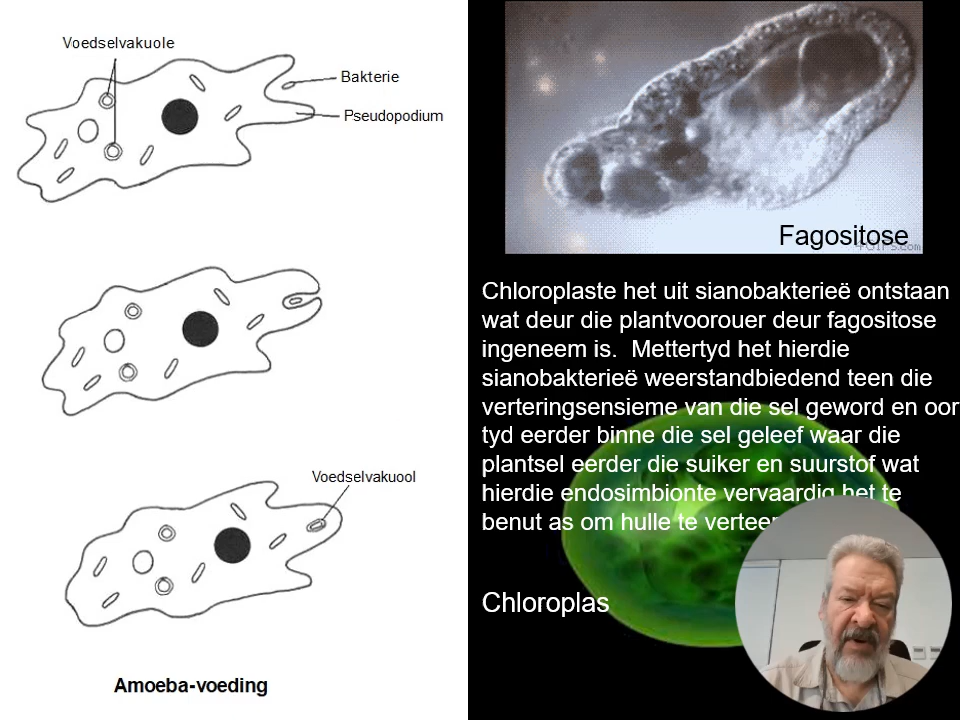 Voedselvakuole
Bakterie
Pseudopodium
Voedselvakuool
Amoeba-voeding
Fagositose
Chloroplaste het uit sianobakterieë ontstaan
wat deur die plantvoorouer deur fagositose
ingeneem is. Mettertyd het hierdie
sianobakterieë weerstandbiedend teen die
verteringsensieme van die sel geword en oor
tyd eerder binne die sel geleef waar die
plantsel eerder die suiker en suurstof wat
hierdie endosimbionte vervaardig het te
benut as om hulle te
Chloroplas